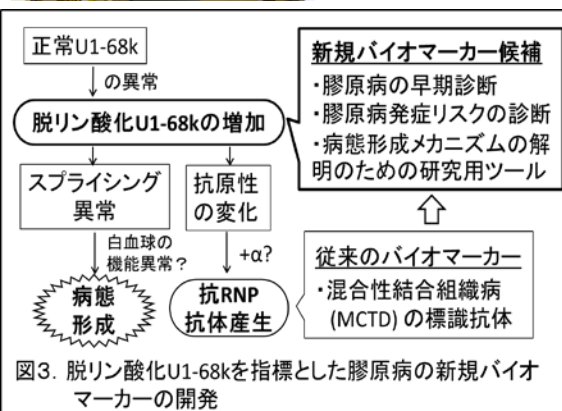 正常U1-68k
の異常
脱リン酸化U1-68kの増加
スプライシング
異常
抗原性
の変化
白血球の
機能異常？
+α?
病態
形成
抗RNP
抗体産生
新規バイオマーカー候補
・膠原病の早期診断
・膠原病発症リスクの診断
・病態形成メカニズムの解
明のための研究用ツール
従来のバイオマーカー
・混合性結合組織病
(MCTD) の標識抗体
図３．脱リン酸化U1-68kを指標とした膠原病の新規バイオ
マーカーの開発